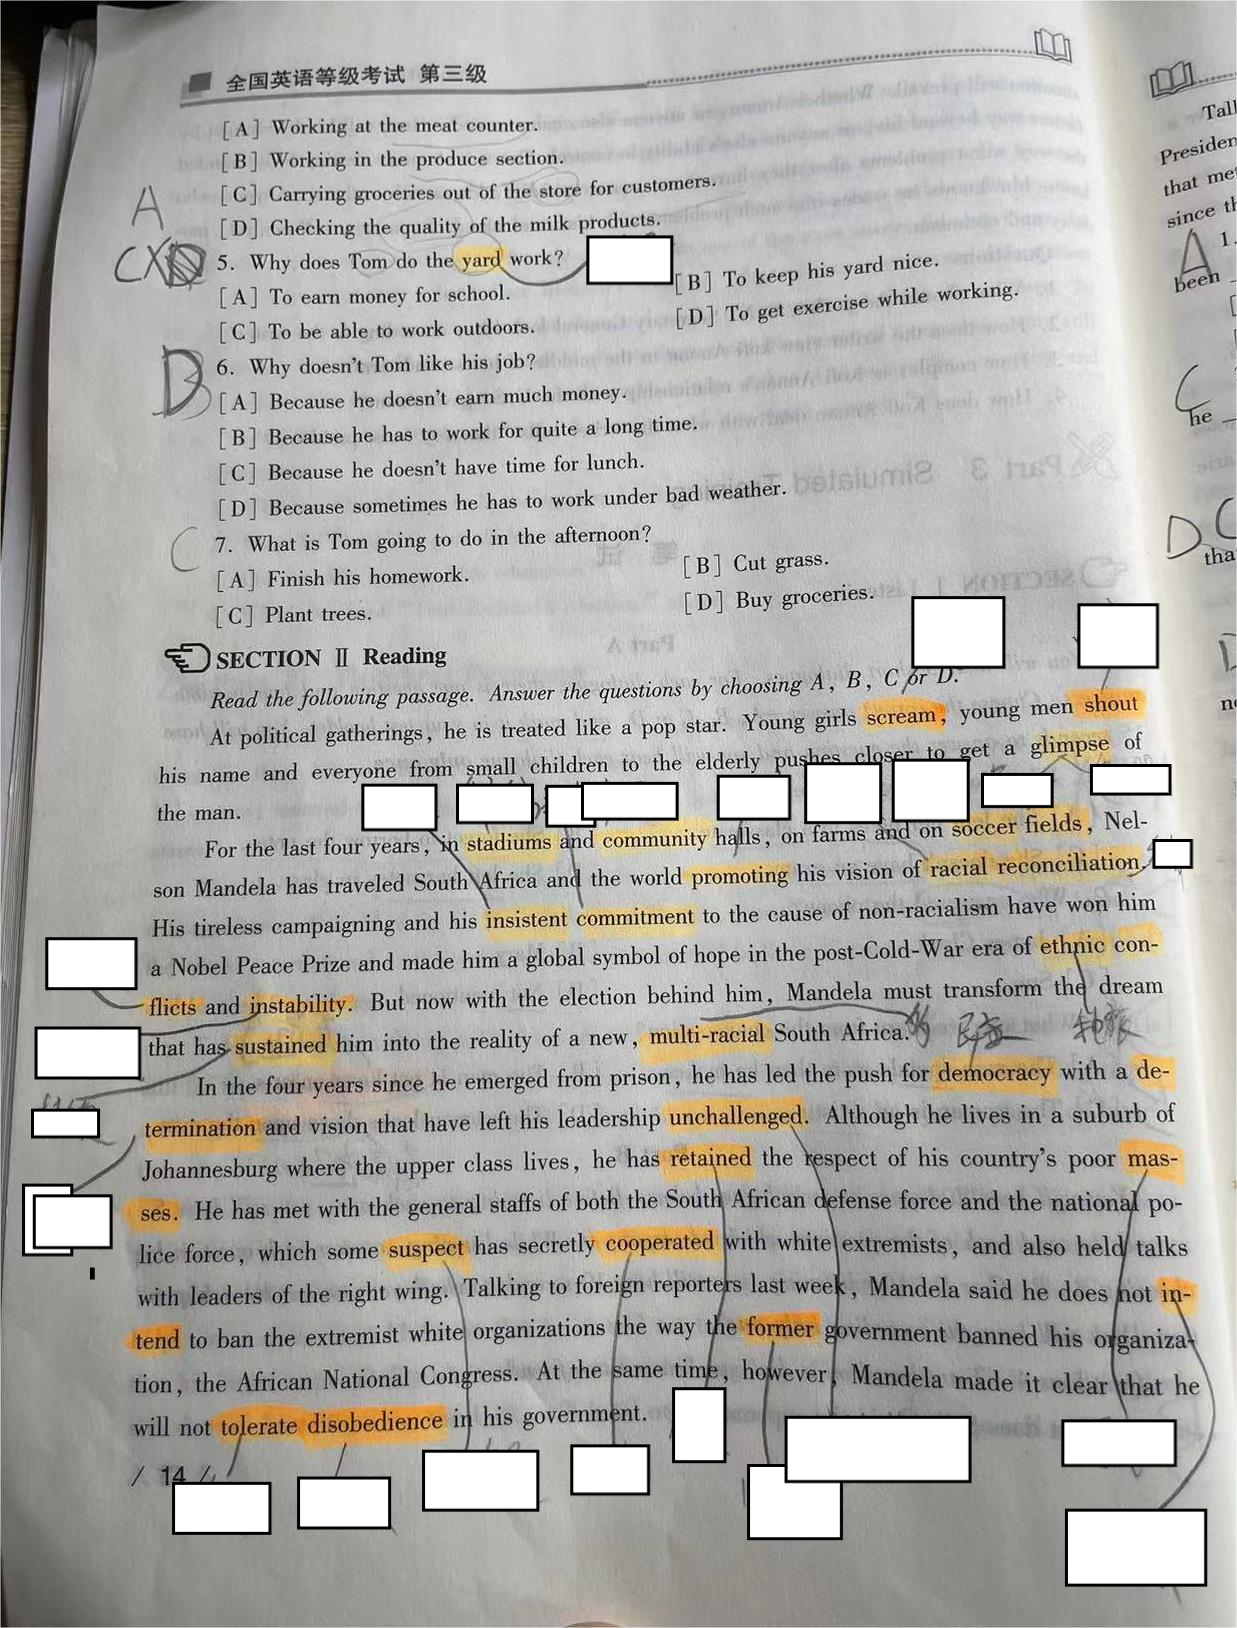 全国英语等级考试 第三级
[A] Working at the meat counter.
[B] Working in the produce section.
[C] Carrying groceries out of the store for customers.
[D] Checking the quality of the milk products.
A
CX
5. Why does Tom do the yard work?
[A] To earn money for school.
[B] To keep his yard nice.
[C] To be able to work outdoors.
[D] To get exercise while working.
D
6. Why doesn't Tom like his job?
[A] Because he doesn't earn much money.
[B] Because he has to work for quite a long time.
[C] Because he doesn't have time for lunch.
[D] Because sometimes he has to work under bad weather.
C
7. What is Tom going to do in the afternoon?
[A] Finish his homework.
[B] Cut grass.
[C] Plant trees.
[D] Buy groceries.
SECTION Ⅱ Reading
Read the following passage. Answer the questions by choosing A, B, C or D.
At political gatherings, he is treated like a pop star. Young girls scream, young men shout
his name and everyone from small children to the elderly pushes closer to get a glimpse of
the man.
For the last four years, in stadiums and community halls, on farms and on soccer fields, Nel-
son Mandela has traveled South Africa and the world promoting his vision of racial reconciliation.
His tireless campaigning and his insistent commitment to the cause of non-racialism have won him
a Nobel Peace Prize and made him a global symbol of hope in the post-Cold-War era of ethnic con-
flicts and instability. But now with the election behind him, Mandela must transform the dream
that has sustained him into the reality of a new, multi-racial South Africa.
In the four years since he emerged from prison, he has led the push for democracy with a de-
termination and vision that have left his leadership unchallenged. Although he lives in a suburb of
Johannesburg where the upper class lives, he has retained the respect of his country's poor mas-
ses. He has met with the general staffs of both the South African defense force and the national po-
lice force, which some suspect has secretly cooperated with white extremists, and also held talks
with leaders of the right wing. Talking to foreign reporters last week, Mandela said he does not in-
tend to ban the extremist white organizations the way the former government banned his organiza-
tion, the African National Congress. At the same time, however, Mandela made it clear that he
will not tolerate disobedience in his government.
/ 14 /
Tall
Presiden
that me
since th
A
1.
been
C
he
D C
tha